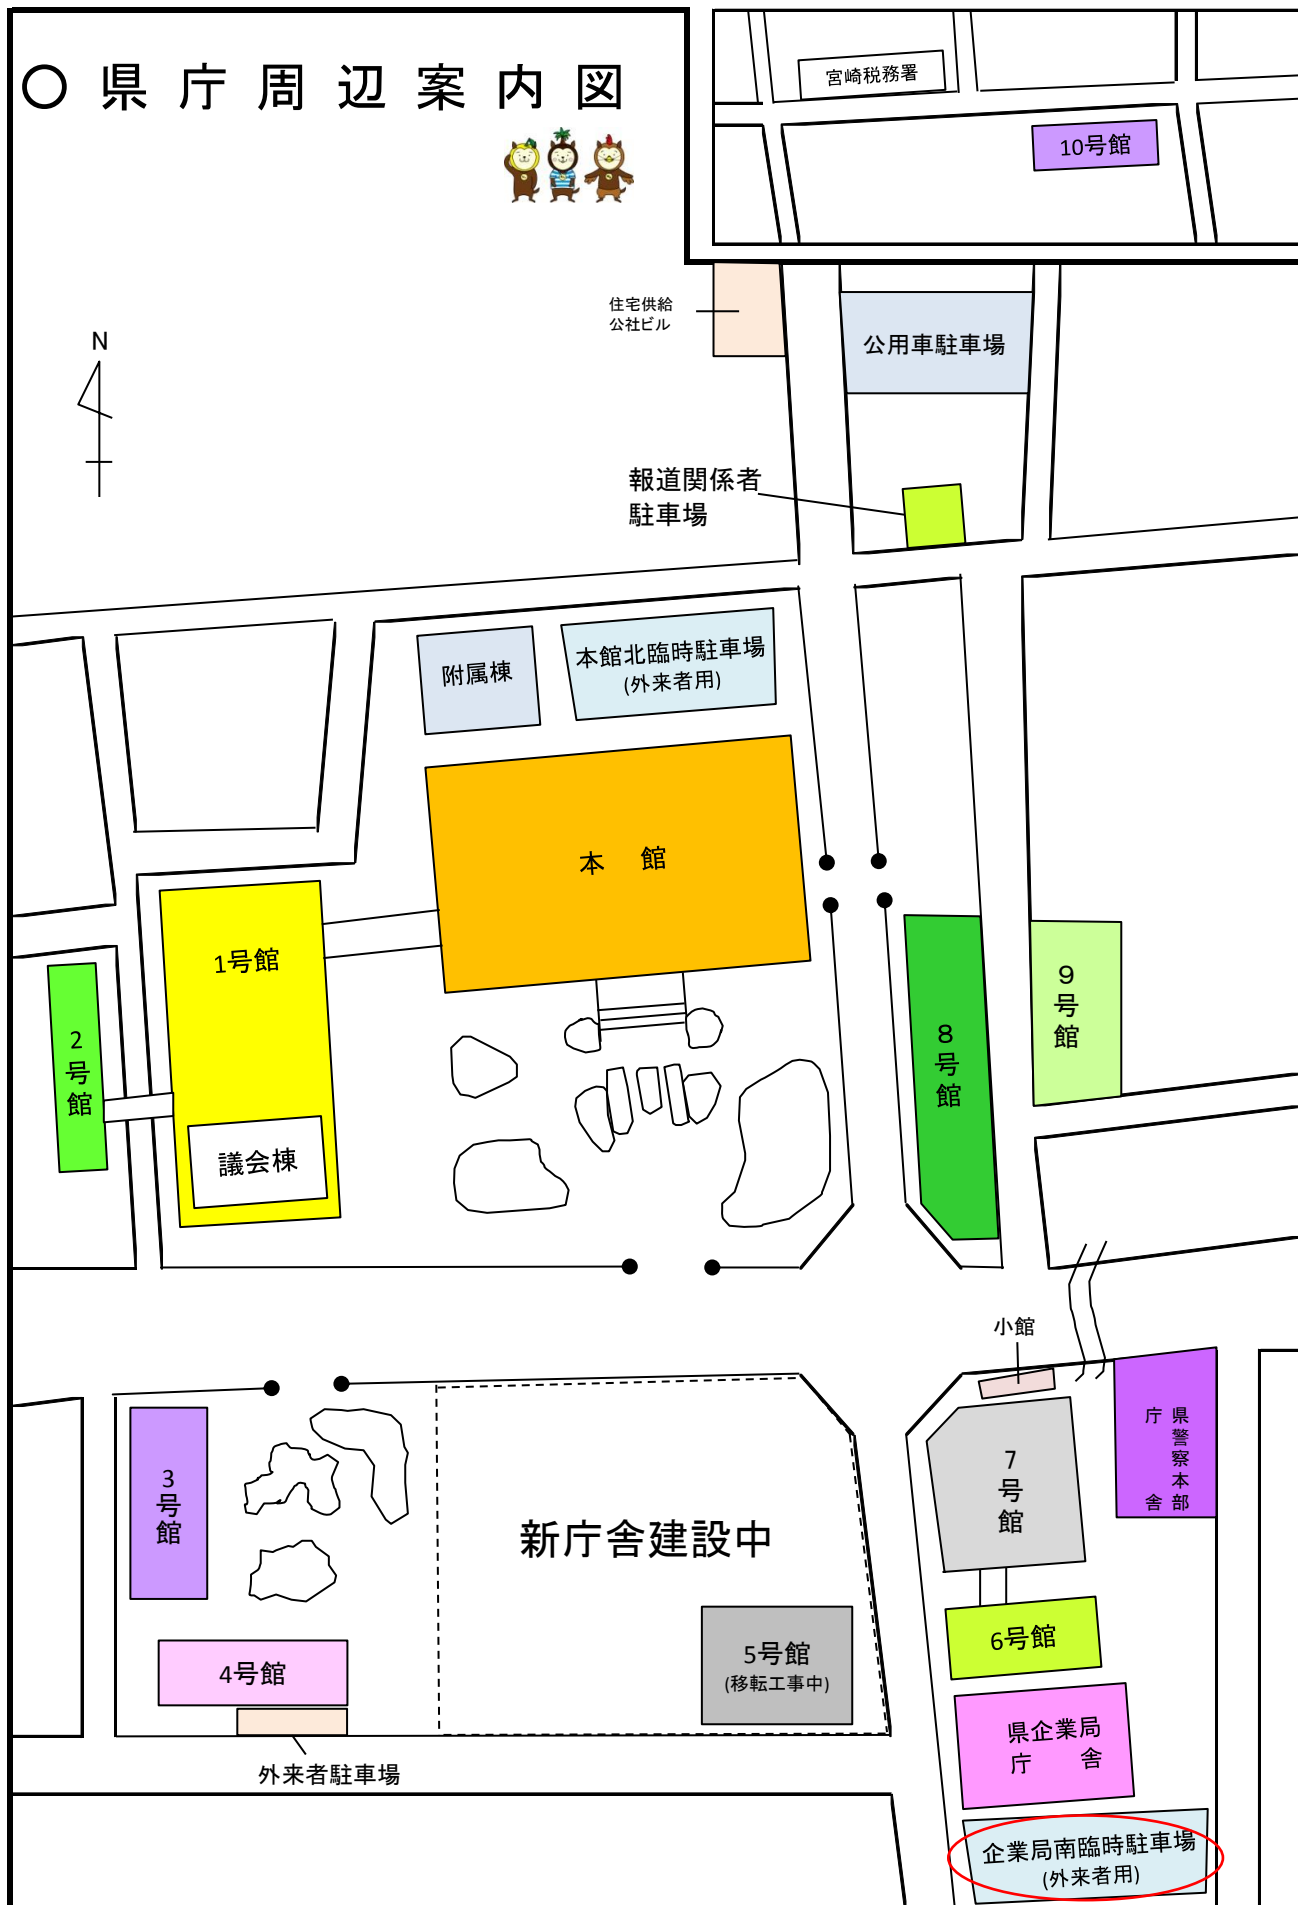 ○県庁周辺案内図
宮崎税務署
10号館
住宅供給
公社ビル
公用車駐車場
N
報道関係者
駐車場
附属棟
本館北臨時駐車場
(外来者用)
本館
1号館
2号館
議会棟
8号館
9号館
小館
県警察本部
庁舎
3号館
7号館
新庁舎建設中
5号館
(移転工事中)
6号館
4号館
県企業局
庁舎
外来者駐車場
企業局南臨時駐車場
(外来者用)